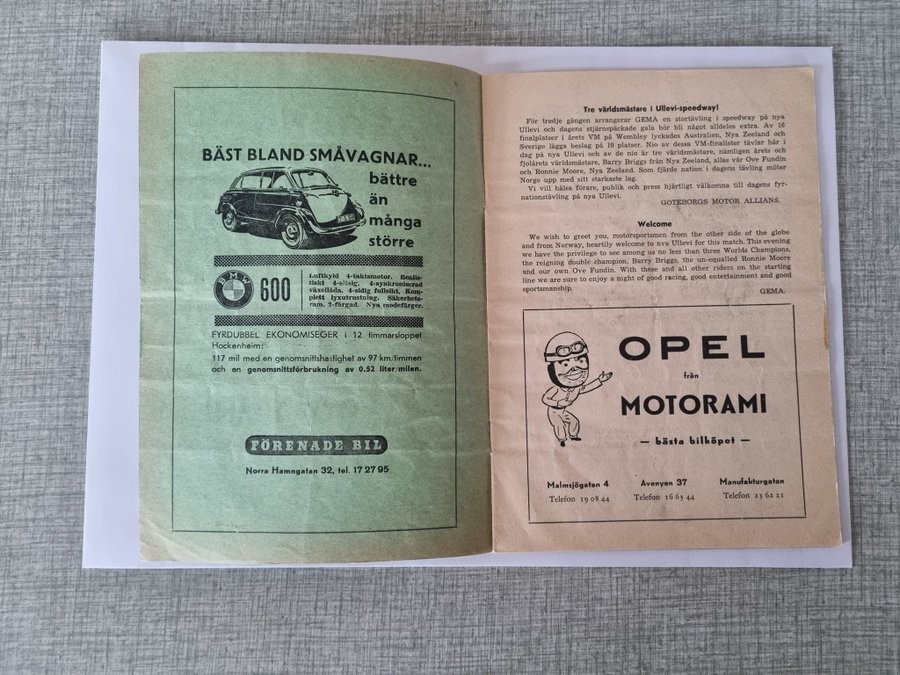 BÄST BLAND SMÅVAGNAR...
bättre
än
många
större
BMW
600
Luftkyld 4-taktsmotor. Realis-
tiskt 4-sitsig, 4-synkroniserad
växellåda. 4-sidig fullsikt. Kom-
plett lyxutrustning. Säkerhets-
ram. 2-färgad. Nya modefärger.
FYRDUBBEL EKONOMISEGER i 12 timmarsloppet
Hockenheim:
117 mil med en genomsnittshastighet av 97 km/timmen
och en genomsnittsförbrukning av 0.52 liter/milen.
FÖRENADE BIL
Norra Hamngatan 32, tel. 17 27 95
Tre världsmästare i Ullevi-speedway!
För tredje gången arrangerar GEMA en stortävling i speedway på nya
Ullevi och dagens stjärnspäckade gala bör bli något alldeles extra. Av 16
finalplatser i årets VM på Wembley lyckades Australien, Nya Zeeland och
Sverige lägga beslag på 10 platser. Nio av dessa VM-finalister tävlar här i
dag på nya Ullevi och av de nio är tre världsmästare, nämligen årets och
fjolårets världsmästare, Barry Briggs från Nya Zeeland, allas vår Ove Fundin
och Ronnie Moore, Nya Zeeland. Som fjärde nation i dagens tävling möter
Norge upp med sitt starkaste lag.
Vi vill hälsa förare, publik och press hjärtligt välkomna till dagens fyr-
nationstävling på nya Ullevi.
GÖTEBORGS MOTOR ALLIANS.
Welcome
We wish to greet you, motorsportsmen from the other side of the globe
and from Norway, heartily welcome to nya Ullevi for this match. This evening
we have the privilege to see among us no less than three Worlds Champions,
the reigning double champion, Barry Briggs, the un-equalled Ronnie Moore
and our own Ove Fundin. With these and all other riders on the starting
line we are sure to enjoy a night of good racing, good entertainment and good
sportsmanship.
GEMA.
OPEL
från
MOTORAMI
— bästa bilköpet —
Malmsjögatan 4 Avenyen 37 Manufakturgatan
Telefon 19 08 44 Telefon 16 65 44 Telefon 23 62 21